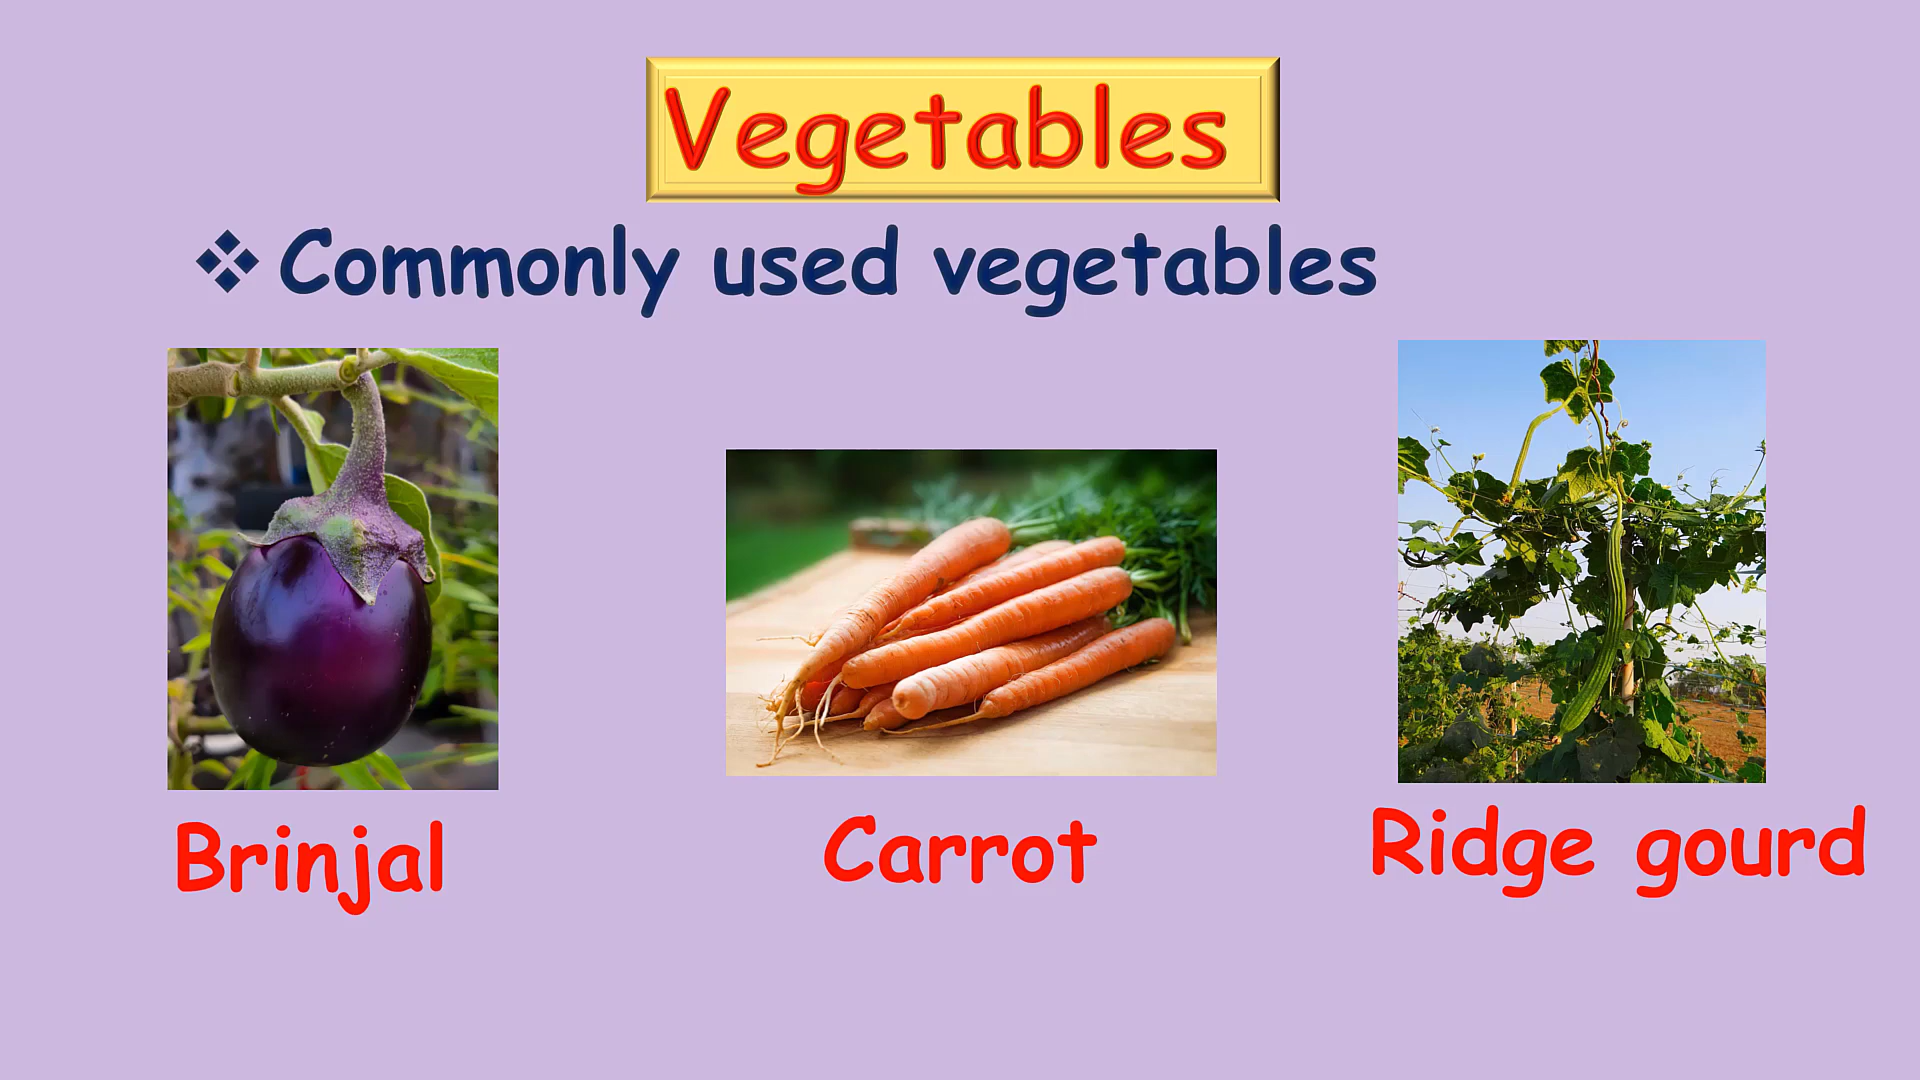 Vegetables
❖ Commonly used vegetables
Brinjal
Carrot
Ridge gourd